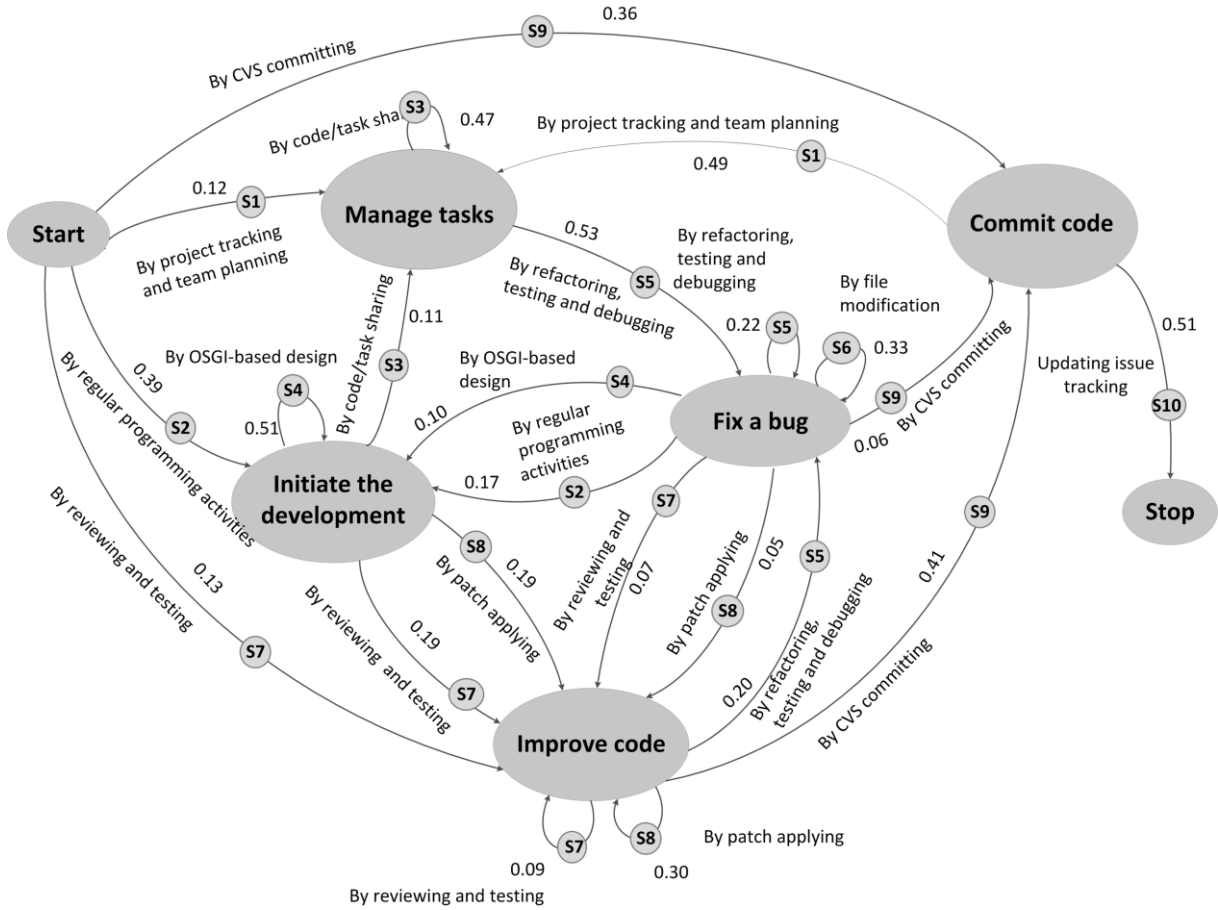 0.36
S9
By CVS committing
S3
By code/task sha
0.47
By project tracking and team planning
S1
0.49
0.12
S1
Manage tasks
Commit code
Start
By project tracking
and team planning
0.53
By refactoring,
testing and
debugging
By refactoring,
testing and debugging
S5
By file
modification
0.22
S5
S6
0.33
0.51
By code/task sharing
0.11
S3
By OSGI-based design
S4
0.51
By OSGI-based
design
S4
0.10
0.39
S2
By regular programming activities
S9
0.06
By CVS committing
Updating issue
tracking
S10
Fix a bug
By regular
programming
activities
0.17
S2
Initiate the
development
Stop
S7
By reviewing and
testing
0.07
0.05
S8
By patch applying
S5
S9
0.41
S8
0.19
By patch applying
By reviewing and testing
0.13
S7
0.19
By reviewing and testing
S7
0.20
By refactoring,
testing and debugging
By CVS committing
Improve code
S7
0.09
By reviewing and testing
S8
0.30
By patch applying